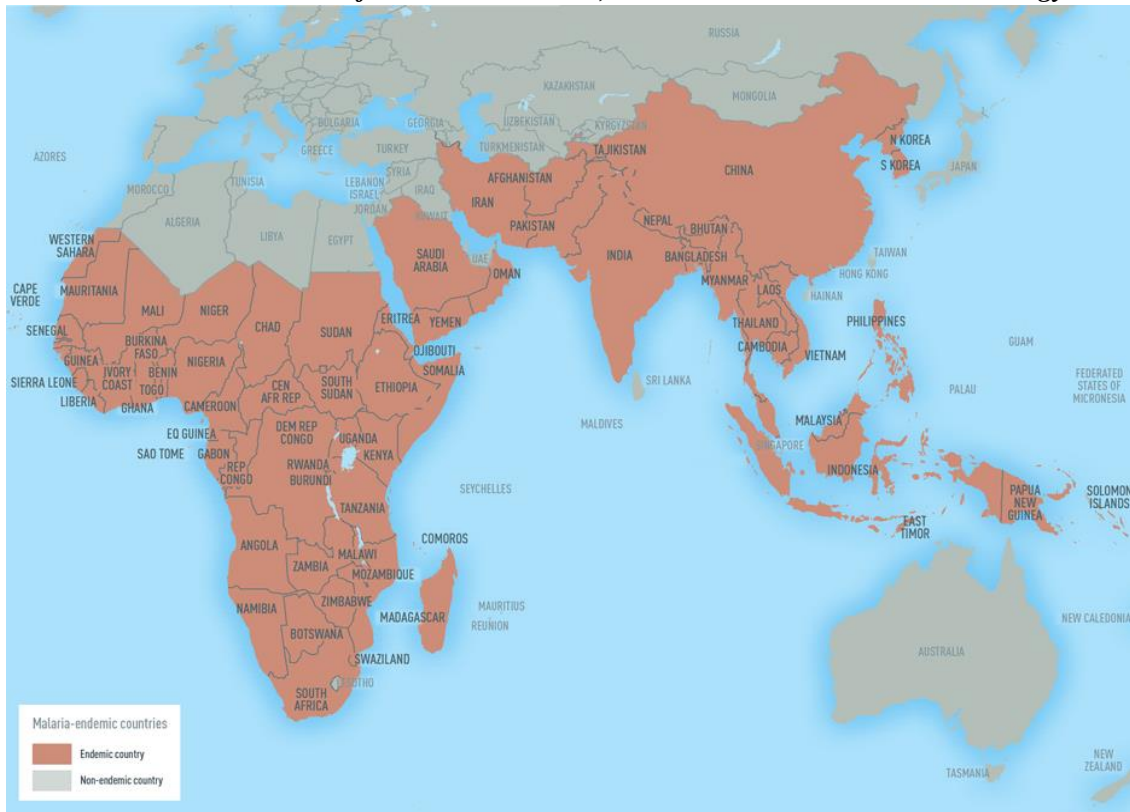 RUSSIA
KAZAKHSTAN
MONGOLIA
UZBEKISTAN
KYRGYZSTAN
BULGARIA
GEORGIA
GREECE
TURKEY
TURKMENISTAN
TAJIKISTAN
N KOREA
S KOREA
JAPAN
AZORES
CHINA
MOROCCO
TUNISIA
LEBANON
ISRAEL
JORDAN
SYRIA
IRAQ
KUWAIT
IRAN
AFGHANISTAN
PAKISTAN
NEPAL
BHUTAN
ALGERIA
LIBYA
EGYPT
WESTERN
SAHARA
SAUDI
ARABIA
UAE
OMAN
INDIA
BANGLADESH
MYANMAR
LAOS
TAIWAN
HONG KONG
HAINAN
CAPE
VERDE
MAURITANIA
MALI
NIGER
CHAD
SUDAN
ERITREA
YEMEN
THAILAND
CAMBODIA
VIETNAM
PHILIPPINES
GUAM
SENEGAL
GUINEA
SIERRA LEONE
LIBERIA
IVORY
COAST
BURKINA
FASO
GHANA
TOGO
BENIN
NIGERIA
CAMEROON
CEN
AFR REP
SOUTH
SUDAN
ETHIOPIA
DJIBOUTI
SOMALIA
SRI LANKA
MALDIVES
PALAU
FEDERATED
STATES OF
MICRONESIA
EQ GUINEA
SAO TOME
GABON
REP
CONGO
DEM REP
CONGO
UGANDA
KENYA
RWANDA
BURUNDI
TANZANIA
SEYCHELLES
MALAYSIA
SINGAPORE
INDONESIA
EAST
TIMOR
PAPUA
NEW
GUINEA
SOLOMON
ISLANDS
ANGOLA
ZAMBIA
MALAWI
MOZAMBIQUE
COMOROS
NAMIBIA
ZIMBABWE
BOTSWANA
MADAGASCAR
MAURITIUS
REUNION
SWAZILAND
SOUTH
AFRICA
AUSTRALIA
NEW CALEDONIA
TASMANIA
NEW
ZEALAND
Malaria-endemic countries
Endemic country
Non-endemic country